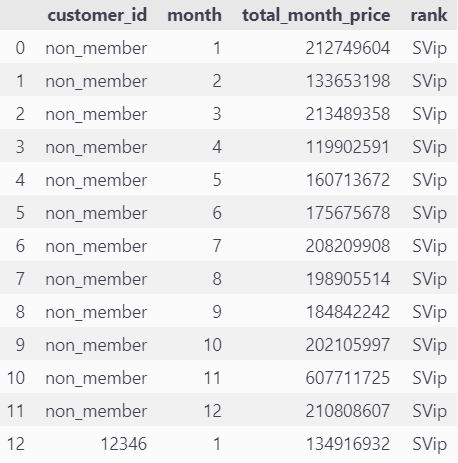 customer_id month total_month_price rank
0 non_member 1 212749604 SVip
1 non_member 2 133653198 SVip
2 non_member 3 213489358 SVip
3 non_member 4 119902591 SVip
4 non_member 5 160713672 SVip
5 non_member 6 175675678 SVip
6 non_member 7 208209908 SVip
7 non_member 8 198905514 SVip
8 non_member 9 184842242 SVip
9 non_member 10 202105997 SVip
10 non_member 11 607711725 SVip
11 non_member 12 210808607 SVip
12 12346 1 134916932 SVip